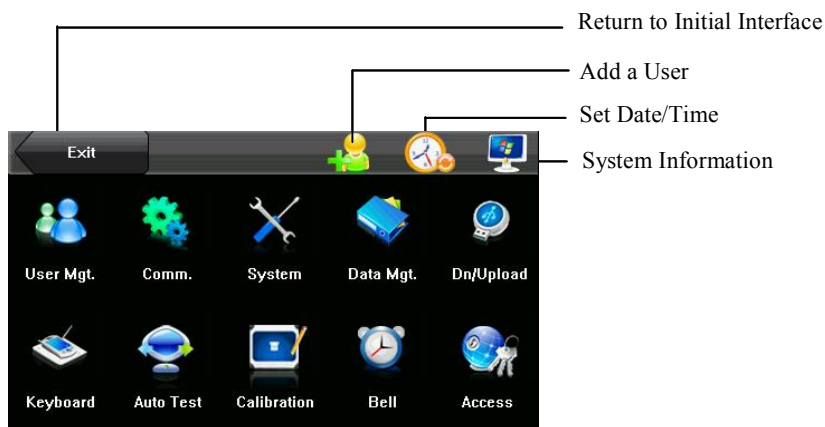 Return to Initial Interface
Add a User
Set Date/Time
System Information
Exit
User Mgt. Comm. System Data Mgt. Dn/Upload
Keyboard Auto Test Calibration Bell Access